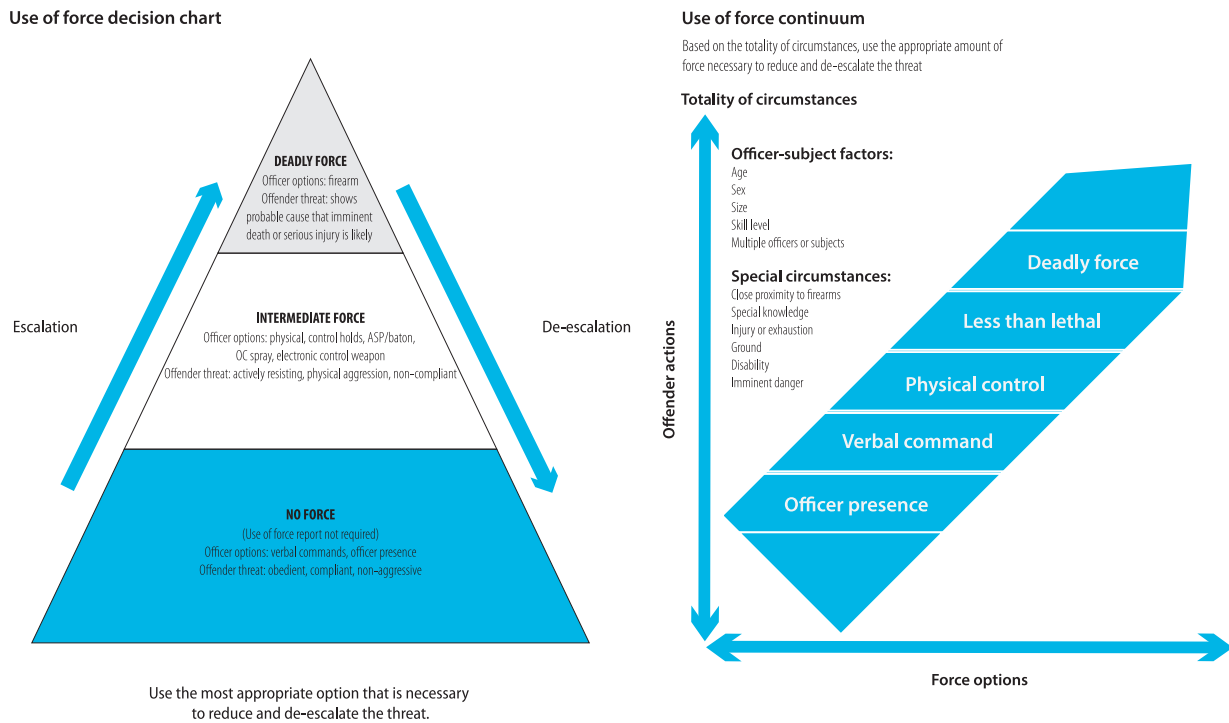 Use of force decision chart
DEADLY FORCE
Officer options: firearm
Offender threat: shows
probable cause that imminent
death or serious injury is likely
Escalation
De-escalation
INTERMEDIATE FORCE
Officer options: physical, control holds, ASP/baton,
OC spray, electronic control weapon
Offender threat: actively resisting, physical aggression, non-compliant
NO FORCE
(Use of force report not required)
Officer options: verbal commands, officer presence
Offender threat: obedient, compliant, non-aggressive
Use the most appropriate option that is necessary
to reduce and de-escalate the threat.
Use of force continuum
Based on the totality of circumstances, use the appropriate amount of
force necessary to reduce and de-escalate the threat
Totality of circumstances
Officer-subject factors:
Age
Sex
Size
Skill level
Multiple officers or subjects
Special circumstances:
Close proximity to firearms
Special knowledge
Injury or exhaustion
Ground
Disability
Imminent danger
Offender actions
Deadly force
Less than lethal
Physical control
Verbal command
Officer presence
Force options